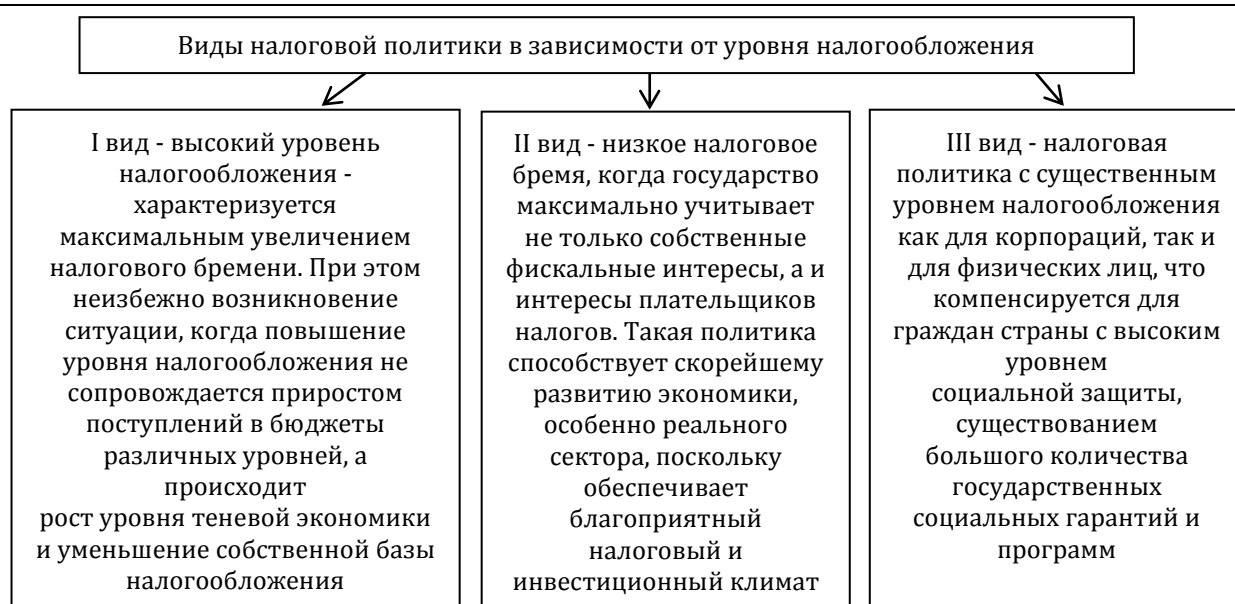 Виды налоговой политики в зависимости от уровня налогообложения
I вид - высокий уровень
налогообложения -
характеризуется
максимальным увеличением
налогового бремени. При этом
неизбежно возникновение
ситуации, когда повышение
уровня налогообложения не
сопровождается приростом
поступлений в бюджеты
различных уровней, а
происходит
рост уровня теневой экономики
и уменьшение собственной базы
налогообложения
II вид - низкое налоговое
бремя, когда государство
максимально учитывает
не только собственные
фискальные интересы, а и
интересы плательщиков
налогов. Такая политика
способствует скорейшему
развитию экономики,
особенно реального
сектора, поскольку
обеспечивает
благоприятный
налоговый и
инвестиционный климат
III вид - налоговая
политика с существенным
уровнем налогообложения
как для корпораций, так и
для физических лиц, что
компенсируется для
граждан страны с высоким
уровнем
социальной защиты,
существованием
большого количества
государственных
социальных гарантий и
программ